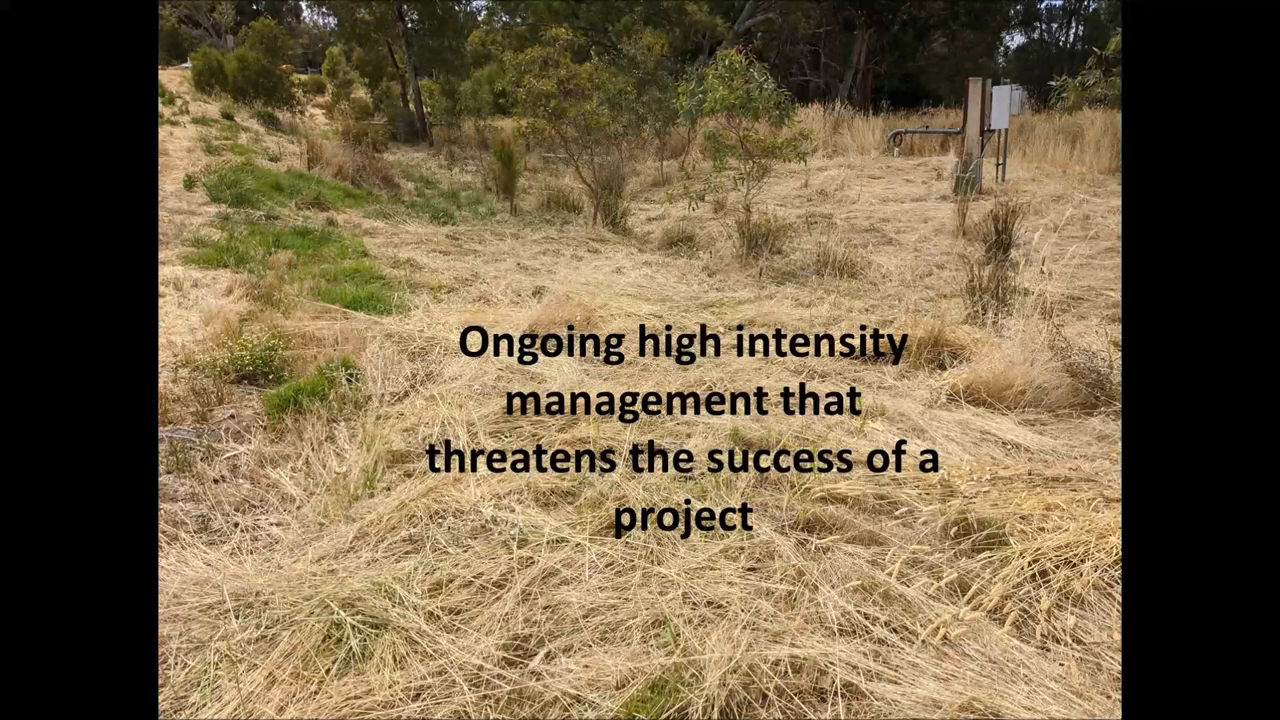 Ongoing high intensity
management that
threatens the success of a
project